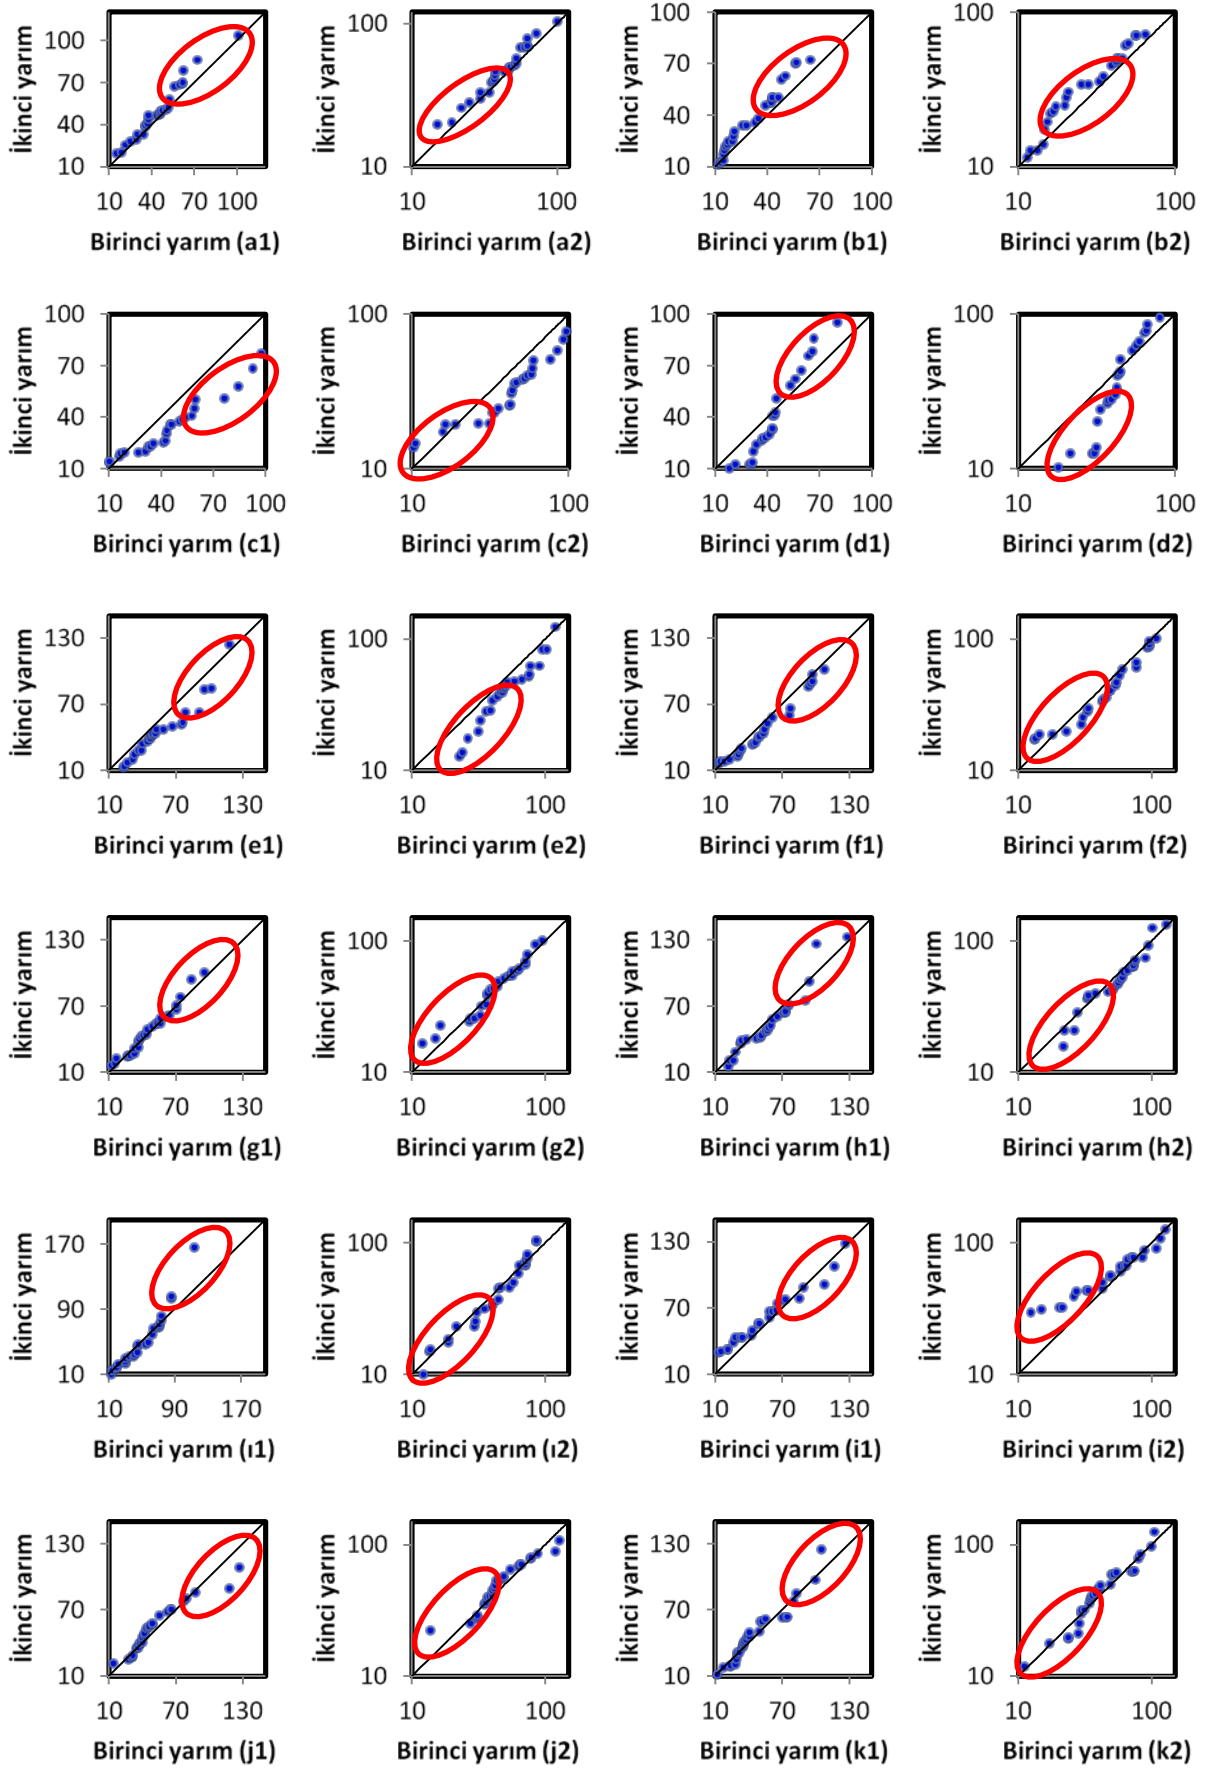 İkinci yarım 100 70 40 10 10 40 70 100 Birinci yarım (a1)
İkinci yarım 100 10 10 100 Birinci yarım (a2)
İkinci yarım 100 70 40 10 10 40 70 100 Birinci yarım (b1)
İkinci yarım 100 10 10 100 Birinci yarım (b2)
İkinci yarım 100 70 40 10 10 40 70 100 Birinci yarım (c1)
İkinci yarım 100 10 10 100 Birinci yarım (c2)
İkinci yarım 100 70 40 10 10 40 70 100 Birinci yarım (d1)
İkinci yarım 100 10 10 100 Birinci yarım (d2)
İkinci yarım 130 70 10 10 70 130 Birinci yarım (e1)
İkinci yarım 100 10 10 100 Birinci yarım (e2)
İkinci yarım 130 70 10 10 70 130 Birinci yarım (f1)
İkinci yarım 100 10 10 100 Birinci yarım (f2)
İkinci yarım 130 70 10 10 70 130 Birinci yarım (g1)
İkinci yarım 100 10 10 100 Birinci yarım (g2)
İkinci yarım 130 70 10 10 70 130 Birinci yarım (h1)
İkinci yarım 100 10 10 100 Birinci yarım (h2)
İkinci yarım 170 90 10 10 90 170 Birinci yarım (ı1)
İkinci yarım 100 10 10 100 Birinci yarım (ı2)
İkinci yarım 130 70 10 10 70 130 Birinci yarım (i1)
İkinci yarım 100 10 10 100 Birinci yarım (i2)
İkinci yarım 130 70 10 10 70 130 Birinci yarım (j1)
İkinci yarım 100 10 10 100 Birinci yarım (j2)
İkinci yarım 130 70 10 10 70 130 Birinci yarım (k1)
İkinci yarım 100 10 10 100 Birinci yarım (k2)